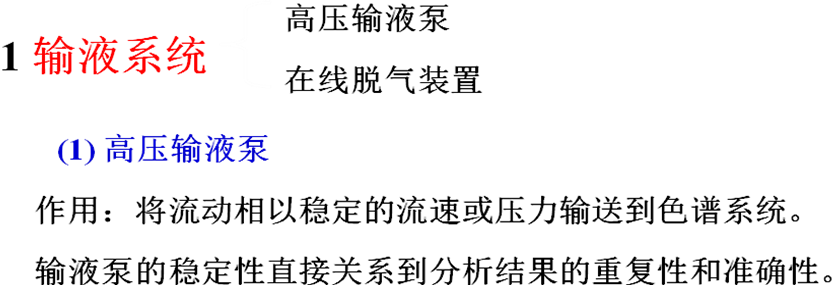 高压输液泵
1 输液系统
在线脱气装置
(1) 高压输液泵
作用：将流动相以稳定的流速或压力输送到色谱系统。
输液泵的稳定性直接关系到分析结果的重复性和准确性。